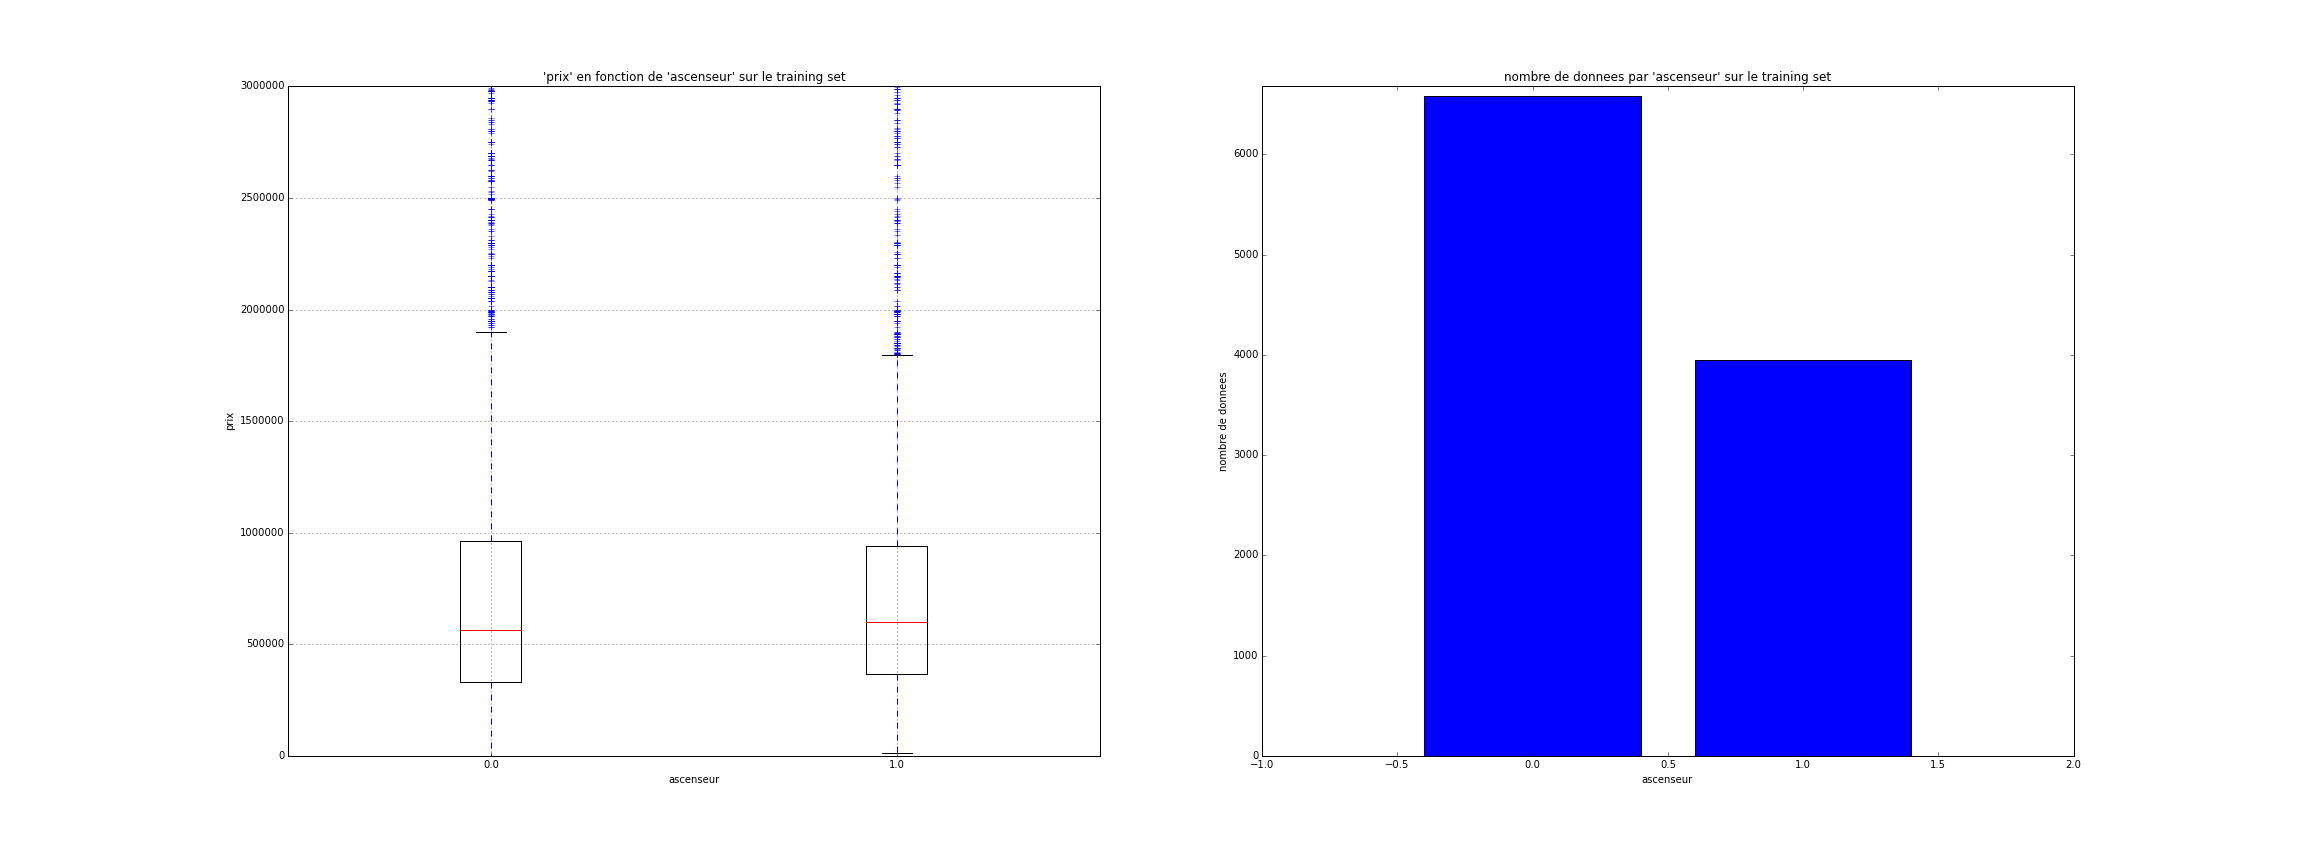 'prix' en fonction de 'ascenseur' sur le training set
3000000
2500000
2000000
1500000
1000000
500000
0
prix
0.0 1.0
ascenseur
nombre de donnees par 'ascenseur' sur le training set
6000
5000
4000
3000
2000
1000
0
nombre de donnees
−1.0 −0.5 0.0 0.5 1.0 1.5 2.0
ascenseur